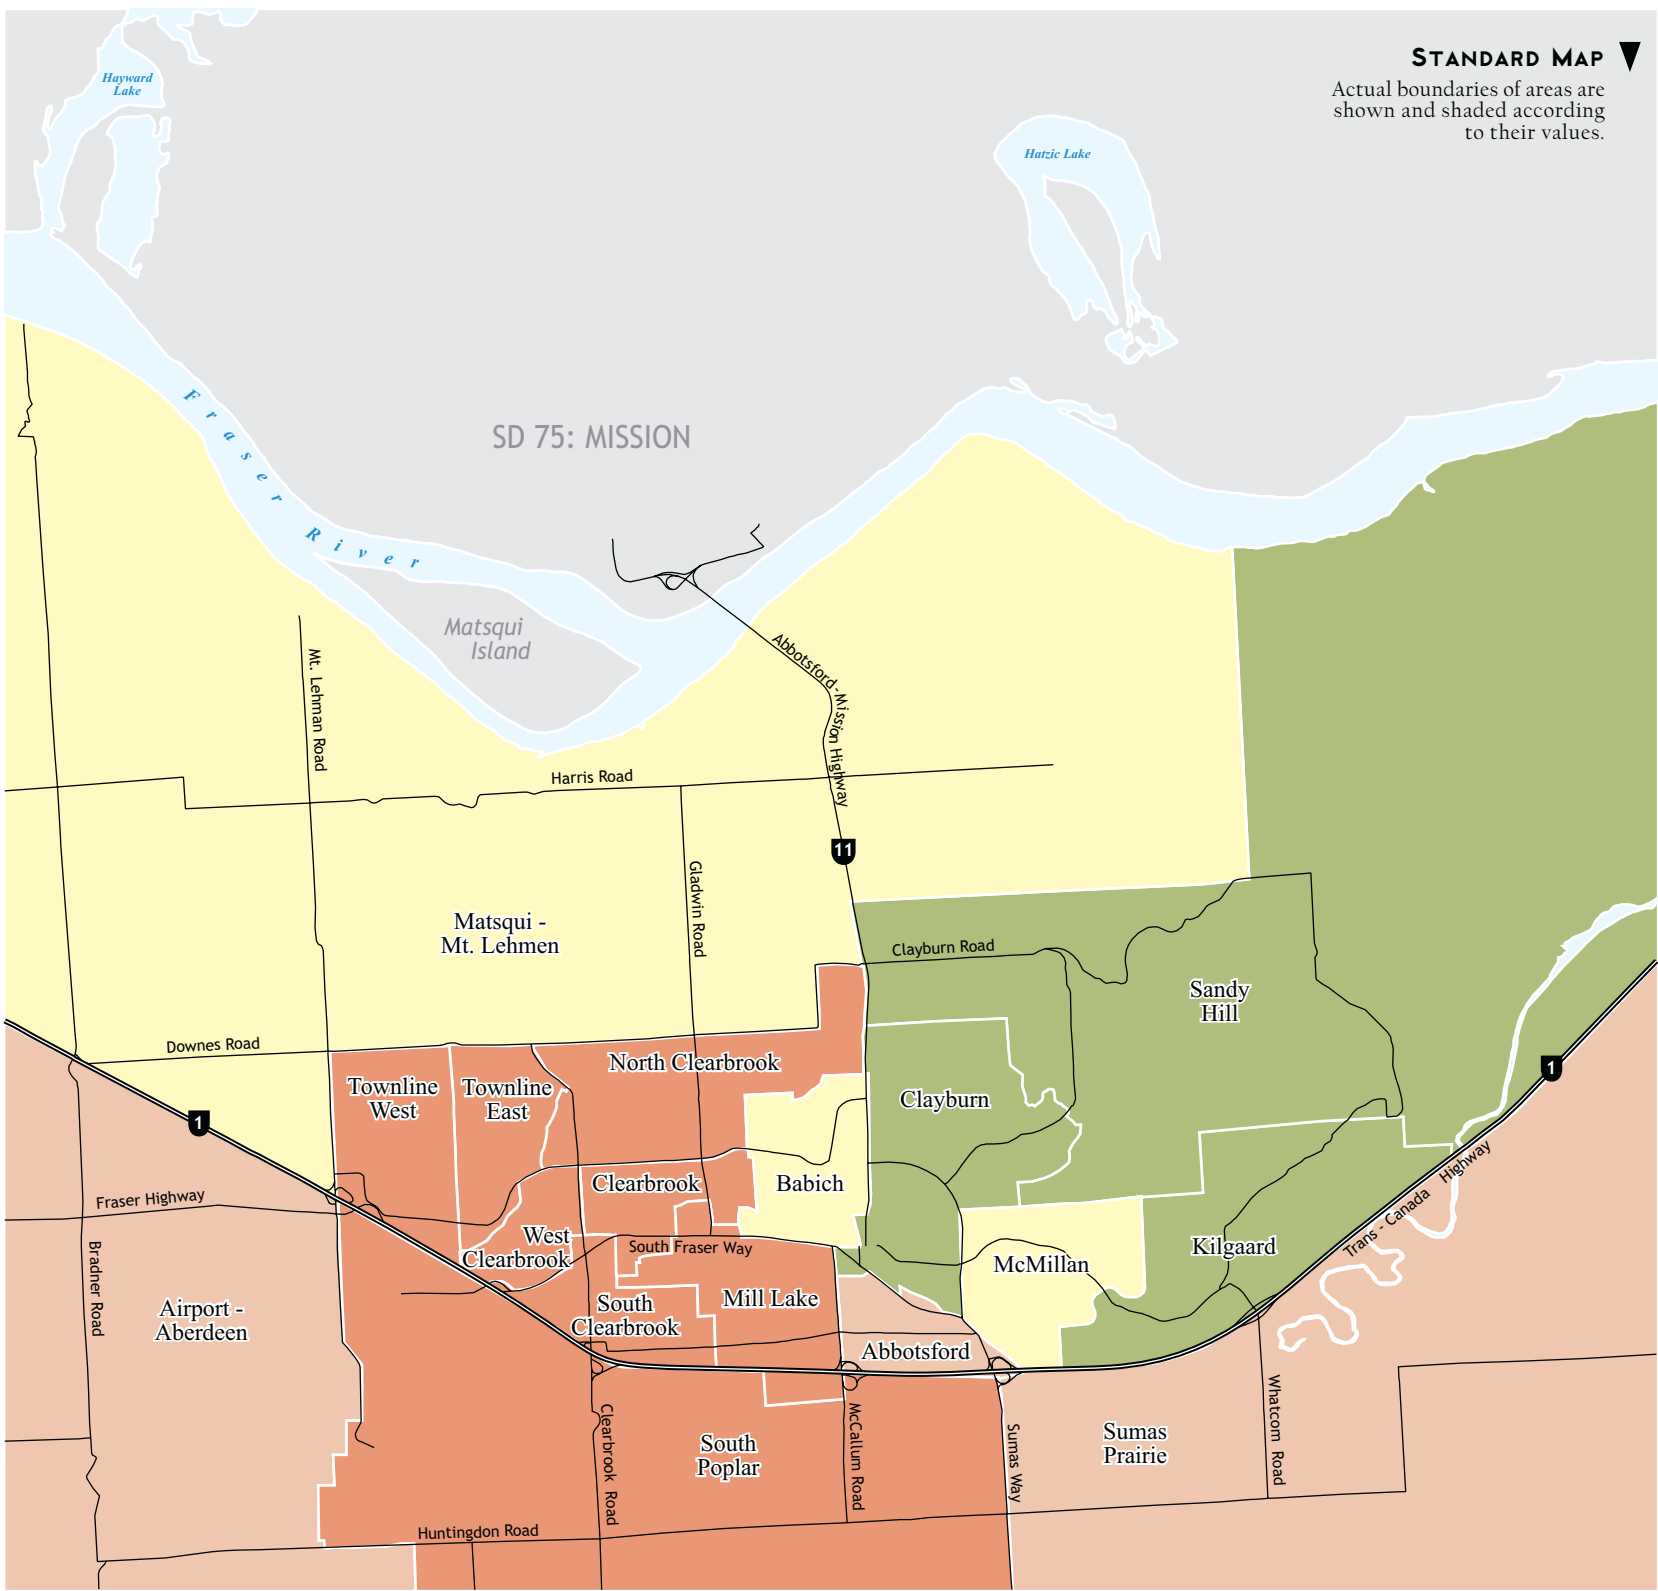 STANDARD MAP
Actual boundaries of areas are
shown and shaded according
to their values.
Hayward
Lake
Hatzic Lake
Fraser River
SD 75: MISSION
Matsqui
Island
Abbotsford-Mission Highway
Mt. Lehman Road
Harris Road
11
Gladwin Road
Matsqui -
Mt. Lehmen
Clayburn Road
Sandy
Hill
Downes Road
North Clearbrook
Townline
West
Townline
East
Clayburn
1
1
Clearbrook
Babich
Fraser Highway
West
Clearbrook
South Fraser Way
McMillan
Kilgaard
Trans - Canada Highway
Bradner Road
Airport -
Aberdeen
South
Clearbrook
Mill Lake
Abbotsford
Clearbrook Road
South
Poplar
McCallum Road
Sumas Way
Sumas
Prairie
Whatcom Road
Huntingdon Road